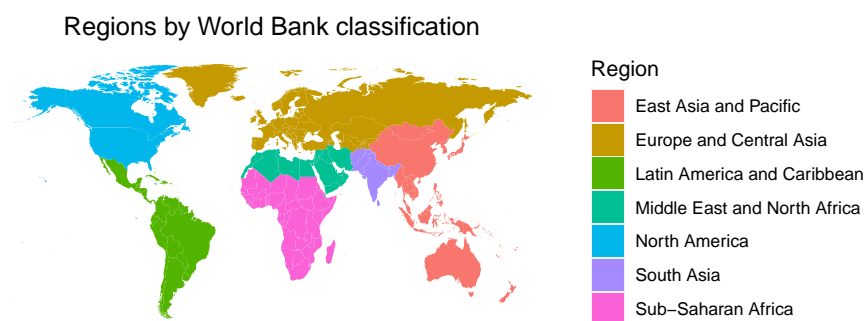 Regions by World Bank classification
Region
East Asia and Pacific
Europe and Central Asia
Latin America and Caribbean
Middle East and North Africa
North America
South Asia
Sub−Saharan Africa